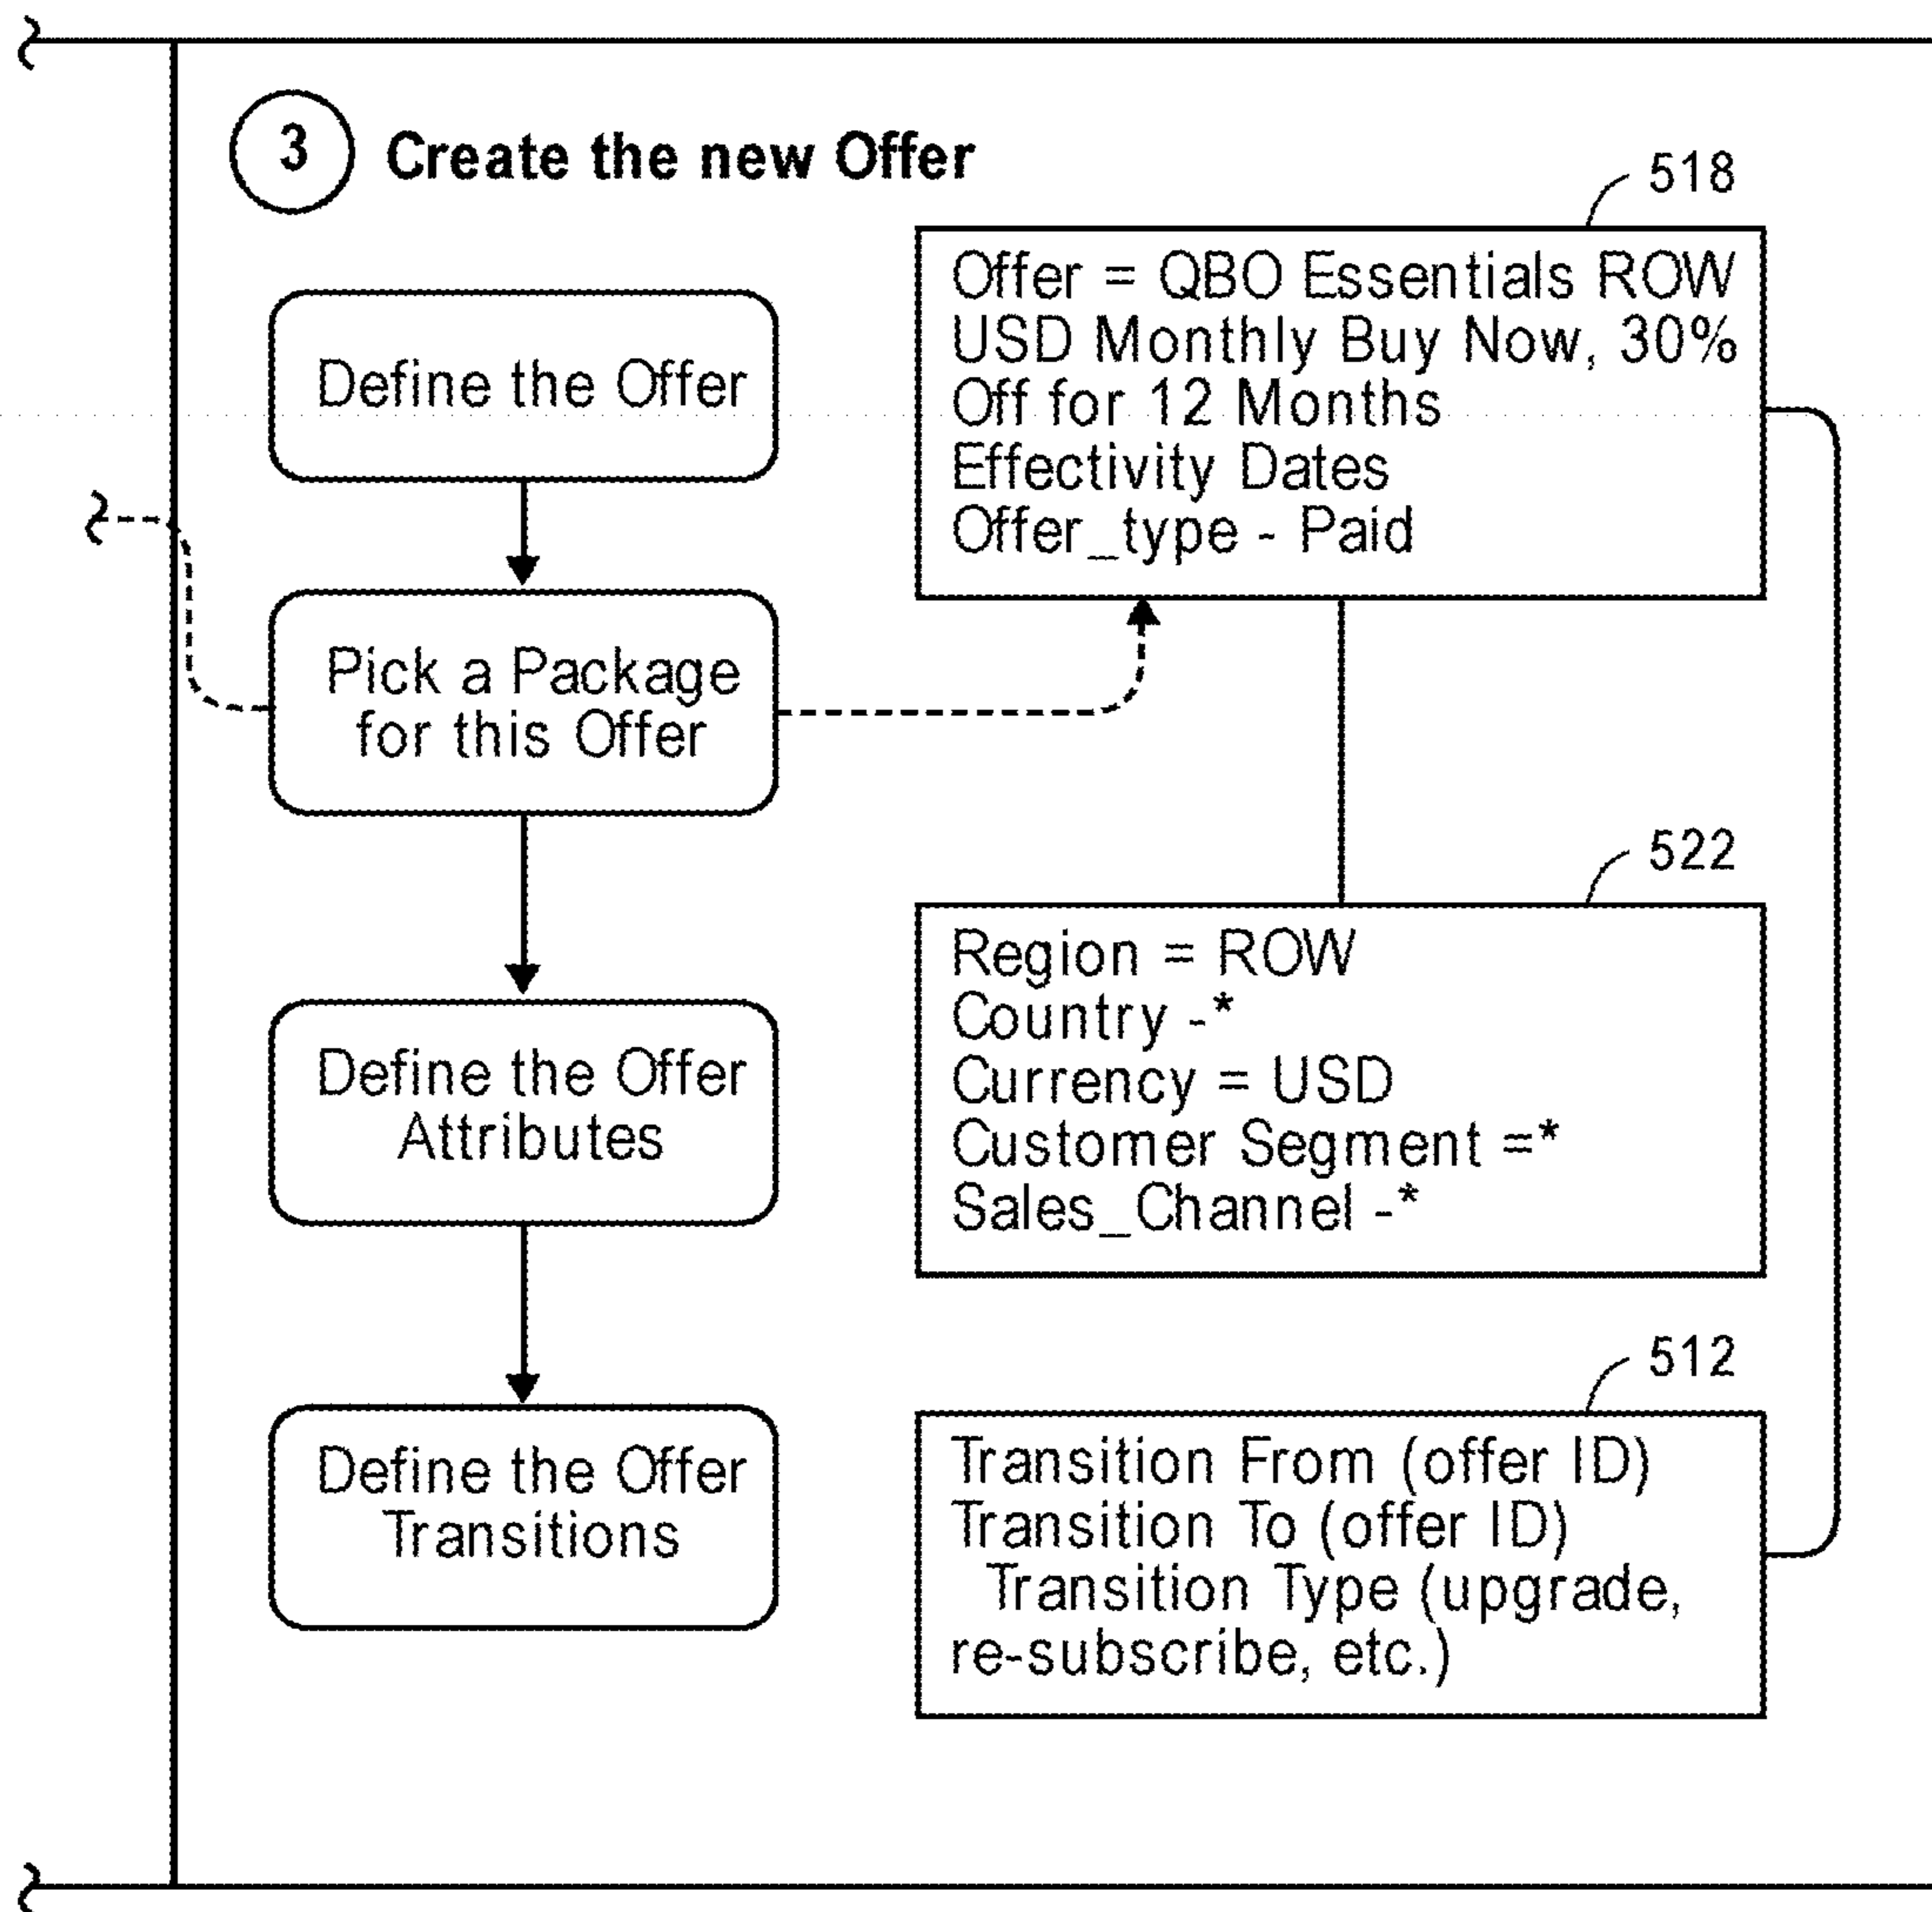 3 Create the new Offer
Define the Offer
Pick a Package
for this Offer
Define the Offer
Attributes
Define the Offer
Transitions
518
Offer = QBO Essentials ROW
USD Monthly Buy Now, 30%
Off for 12 Months
Effectivity Dates
Offer_type - Paid
522
Region = ROW
Country -*
Currency = USD
Customer Segment =*
Sales_Channel -*
512
Transition From (offer ID)
Transition To (offer ID)
Transition Type (upgrade,
re-subscribe, etc.)